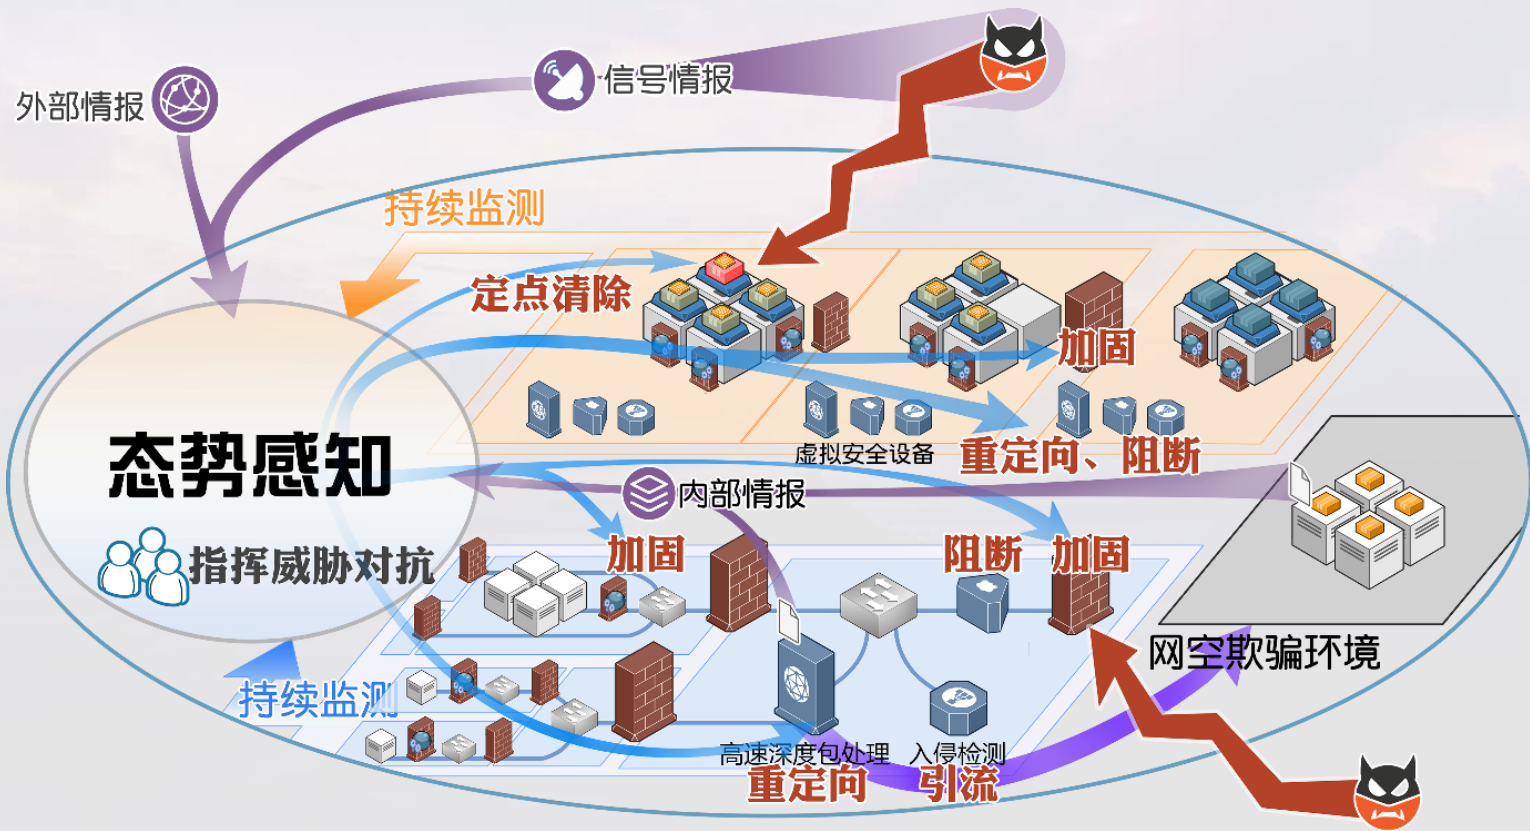 信号情报
外部情报
持续监测
定点清除
加固
虚拟安全设备
重定向、阻断
态势感知
内部情报
指挥威胁对抗
加固
阻断
加固
网空欺骗环境
持续监测
高速深度包处理
入侵检测
重定向
引流